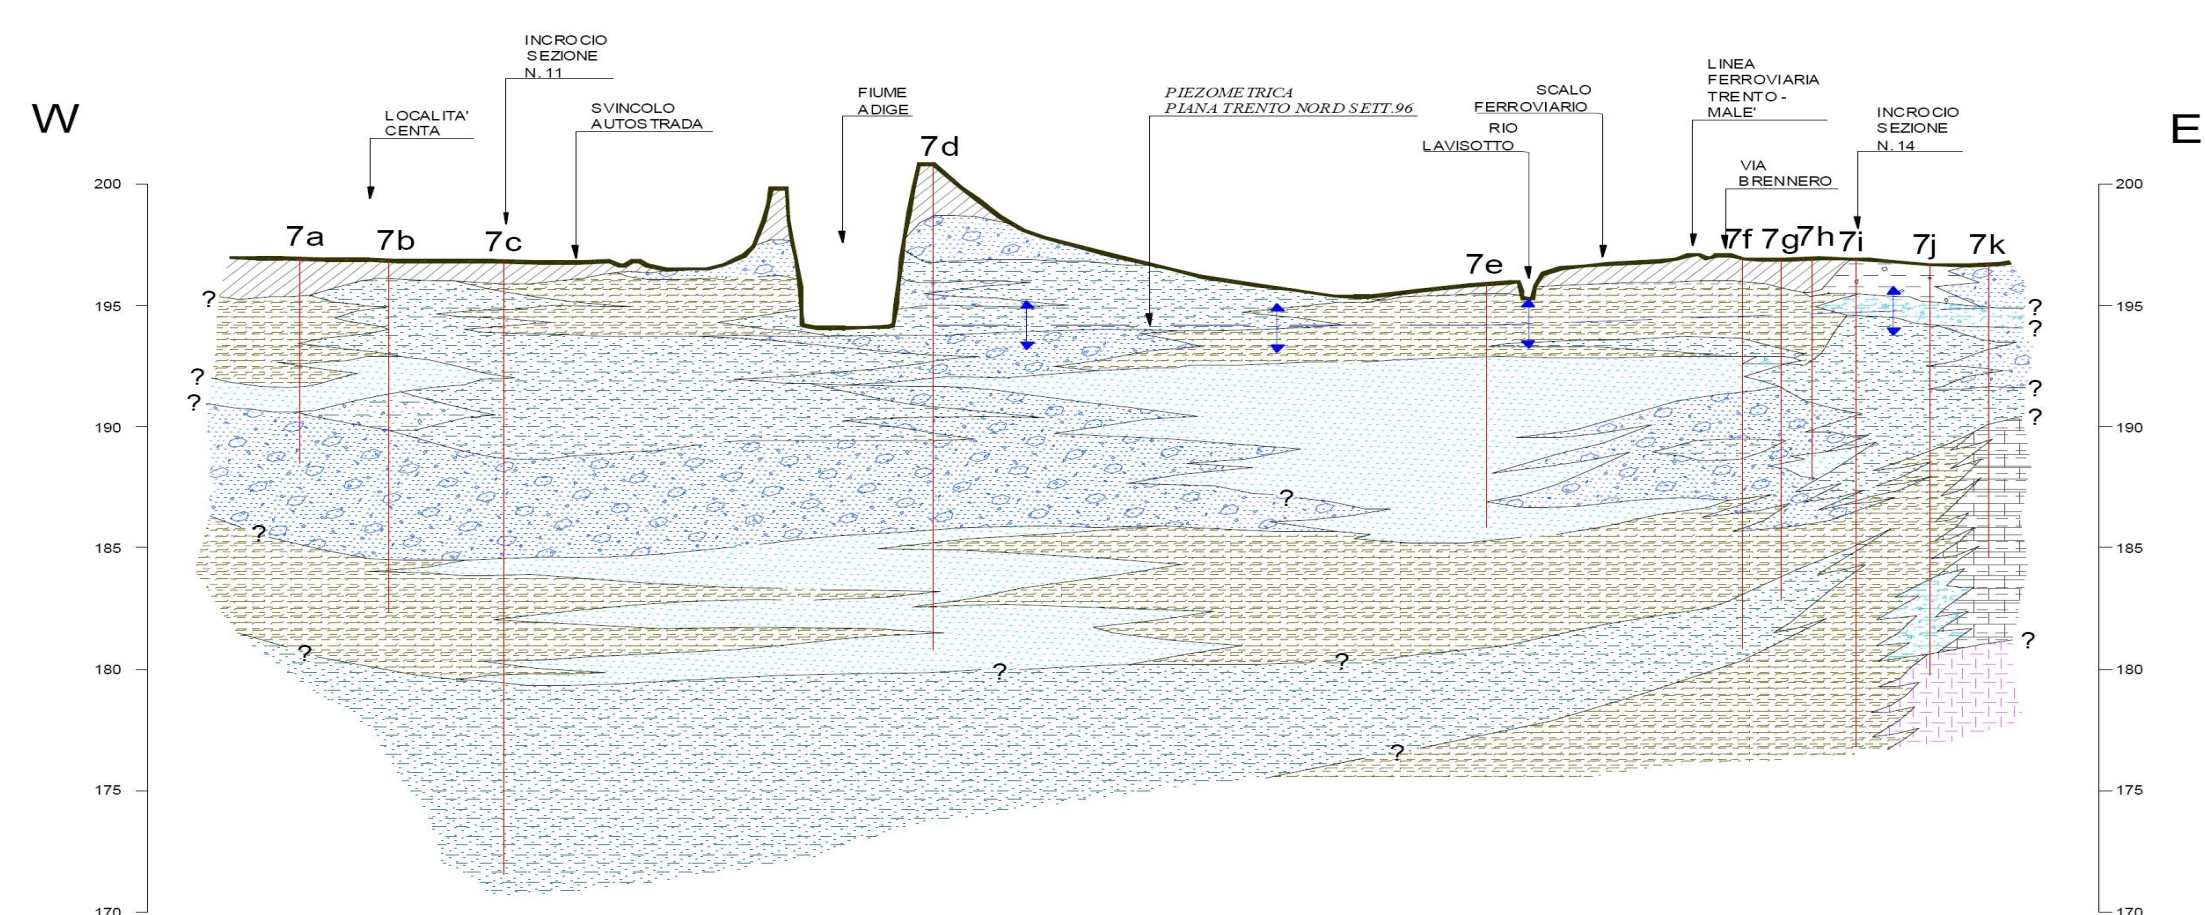 INCROCIO
SEZIONE
N. 11
LOCALITA'
CENTA
SVINCOLO
AUTOSTRADA
FIUME
ADIGE
PIEZOMETRICA
PIANA TRENTO NORD SETT.96
SCALO
FERROVIARIO
RIO
LAVISOTTO
LINEA
FERROVIARIA
TRENTO -
MALE'
VIA
BRENNERO
INCROCIO
SEZIONE
N. 14
W
E
7a
7b
7c
7d
7e
7f
7g
7h
7i
7j
7k
200
195
190
185
180
175
170
200
195
190
185
180
175
170
?
?
?
?
?
?
?
?
?
?
?
?
?
?